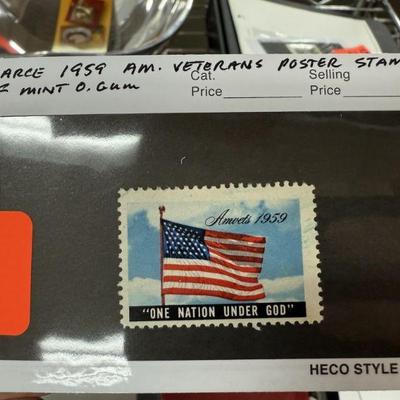 ARCE 1959 AM. VETERANS POSTER STAM
Z MINT O. GUM
Cat. Price
Selling Price
Amvets 1959
"ONE NATION UNDER GOD"
HECO STYLE